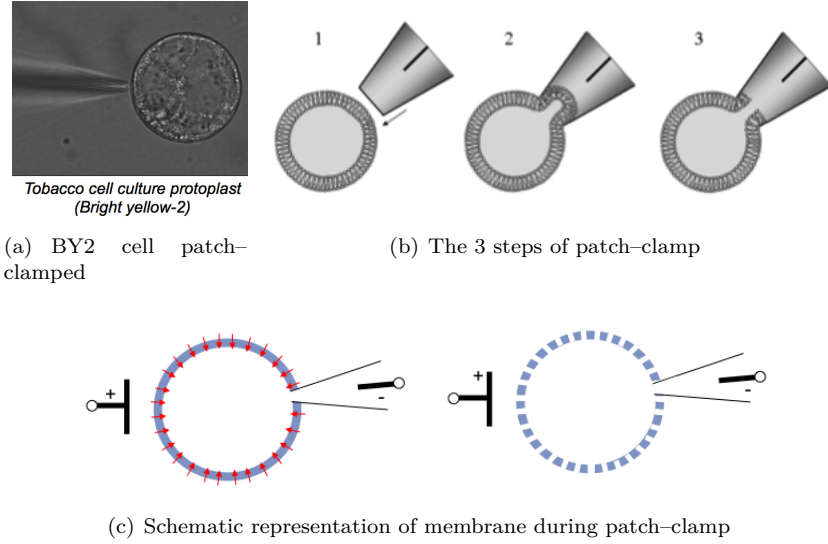 1
2
3
Tobacco cell culture protoplast
(Bright yellow-2)
(a) BY2 cell patch–
clamped
(b) The 3 steps of patch–clamp
+
-
+
-
(c) Schematic representation of membrane during patch–clamp